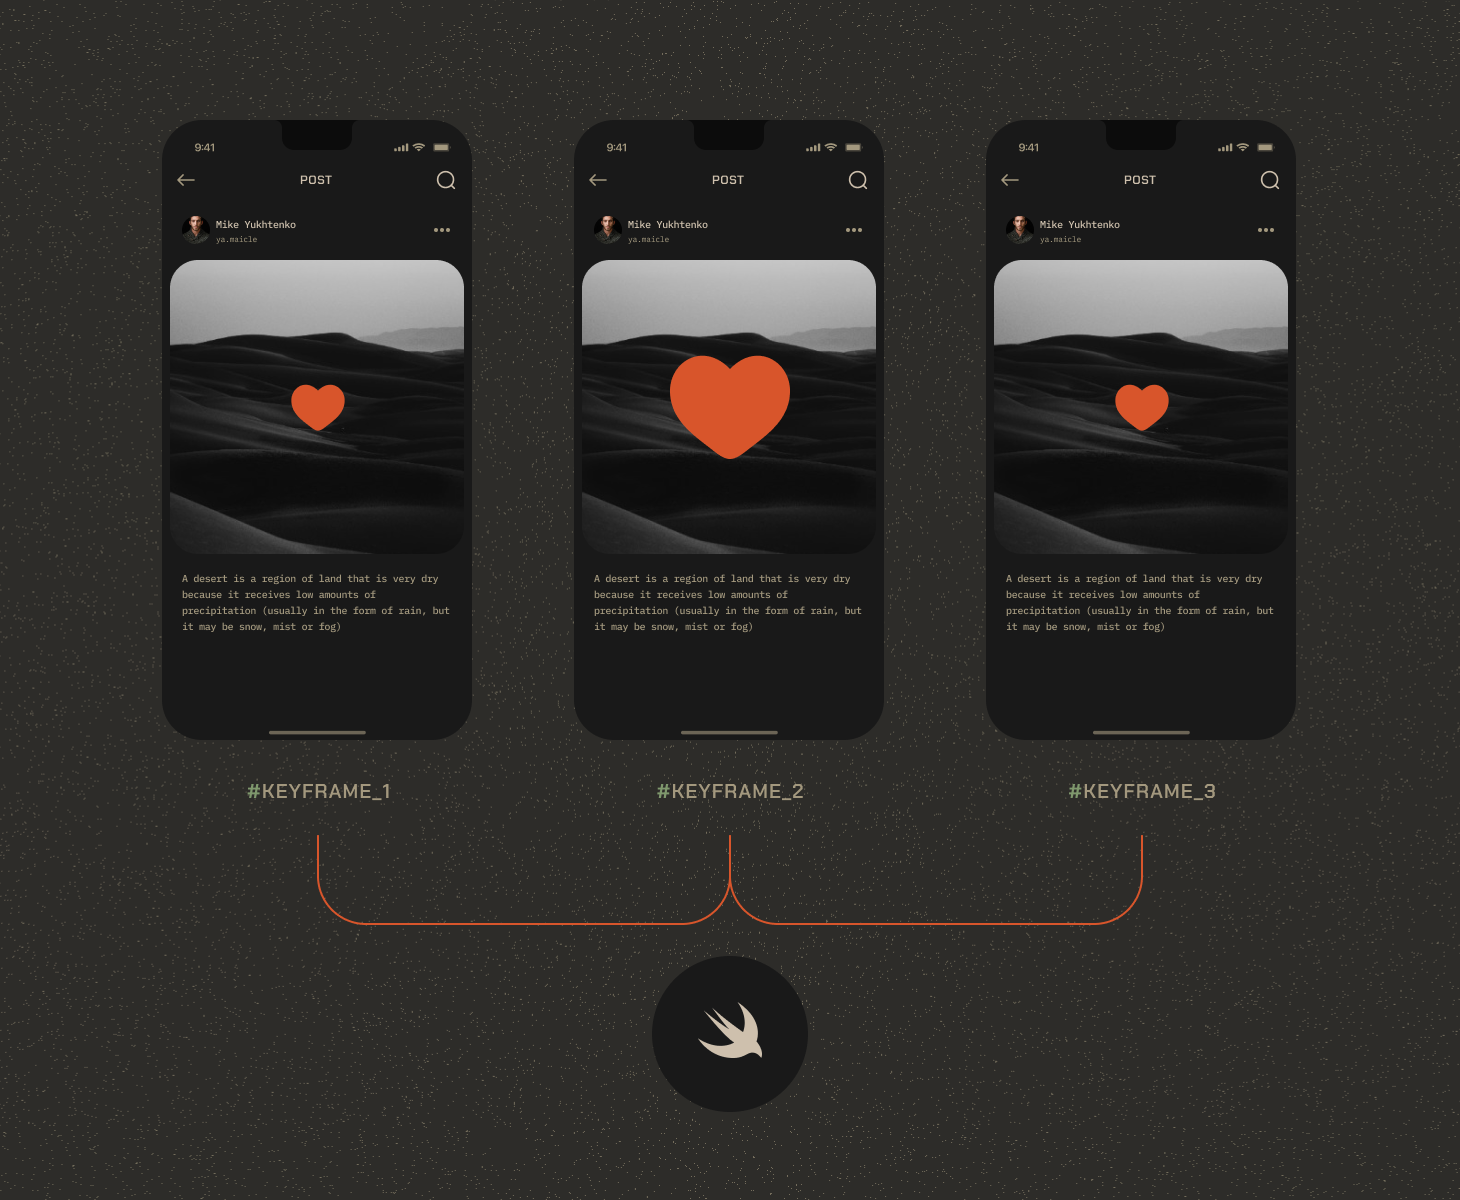 9:41
POST
Mike Yukhtenko
ya.maicle
A desert is a region of land that is very dry
because it receives low amounts of
precipitation (usually in the form of rain, but
it may be snow, mist or fog)
#KEYFRAME_1
9:41
POST
Mike Yukhtenko
ya.maicle
A desert is a region of land that is very dry
because it receives low amounts of
precipitation (usually in the form of rain, but
it may be snow, mist or fog)
#KEYFRAME_2
9:41
POST
Mike Yukhtenko
ya.maicle
A desert is a region of land that is very dry
because it receives low amounts of
precipitation (usually in the form of rain, but
it may be snow, mist or fog)
#KEYFRAME_3